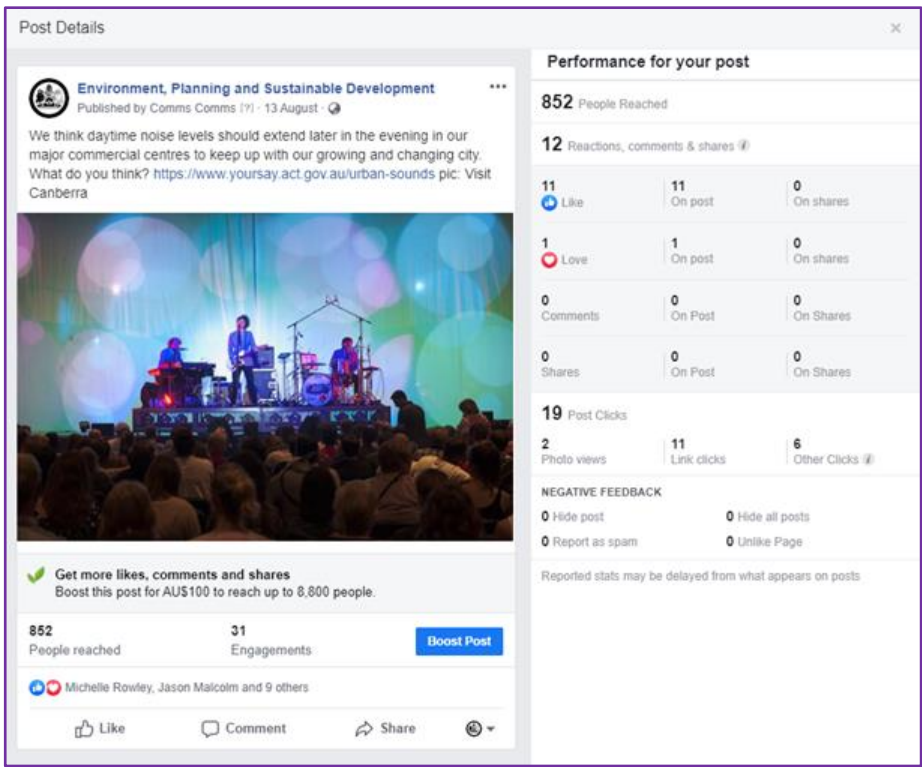 Post Details
Environment, Planning and Sustainable Development
Published by Comms Comms [?] · 13 August ·
We think daytime noise levels should extend later in the evening in our
major commercial centres to keep up with our growing and changing city.
What do you think? https://www.yoursay.act.gov.au/urban-sounds pic: Visit
Canberra
Get more likes, comments and shares
Boost this post for AU$100 to reach up to 8,800 people.
852
People reached
31
Engagements
Boost Post
Michelle Rowley, Jason Malcolm and 9 others
Like
Comment
Share
Performance for your post
852 People Reached
12 Reactions, comments & shares
11 11 0
Like On post On shares
1 1 0
Love On post On shares
0 0 0
Comments On Post On Shares
0 0 0
Shares On Post On Shares
19 Post Clicks
2 11 6
Photo views Link clicks Other Clicks
NEGATIVE FEEDBACK
0 Hide post 0 Hide all posts
0 Report as spam 0 Unlike Page
Reported stats may be delayed from what appears on posts